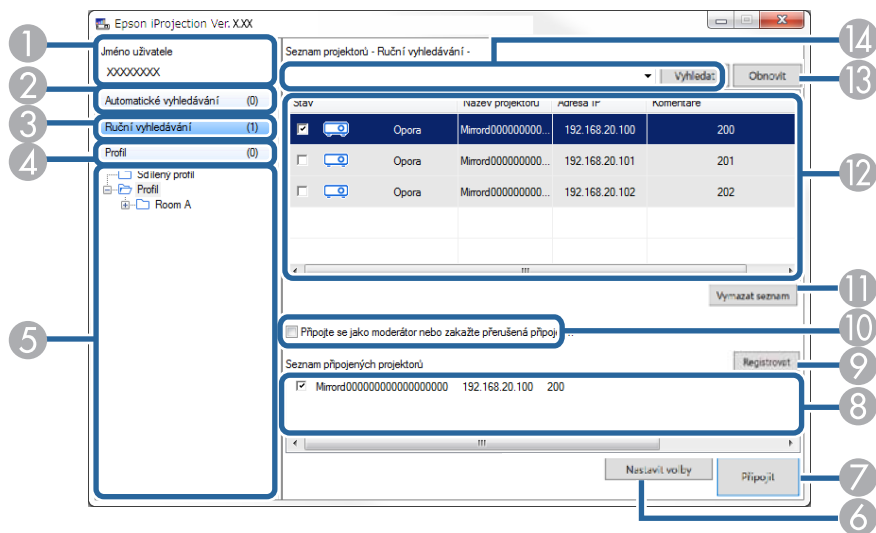 Epson iProjection Ver. X.XX
1
Jméno uživatele
XXXXXXXX
2
Automatické vyhledávání (0)
3
Ruční vyhledávání (1)
4
Profil (0)
5
Sdílený profil
Profil
Room A
Seznam projektorů - Ruční vyhledávání -
14
Vyhledat
Obnovit
13
Stav Název projektoru Adresa IP Komentáře
Opora Mirrord000000000... 192.168.20.100 200
Opora Mirrord000000000... 192.168.20.101 201
Opora Mirrord000000000... 192.168.20.102 202
12
Vymazat seznam
11
Připojte se jako moderátor nebo zakažte přerušená připoje
10
Seznam připojených projektorů
Registrovat
9
Mirrord000000000000000000 192.168.20.100 200
8
Nastavit volby
Připojit
7
6